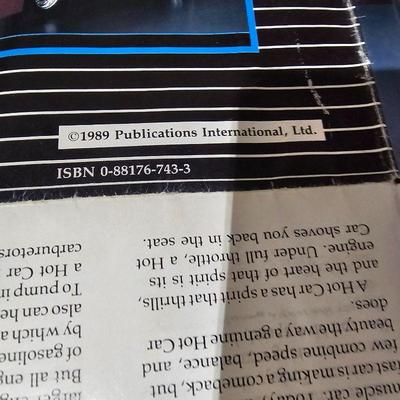 ©1989 Publications International, Ltd.
ISBN 0-88176-743-3
muscle car. Today,
fast car is making a comeback, but
few combine speed, balance, and
beauty the way a genuine Hot Car
does.
A Hot Car has a spirit that thrills,
and the heart of that spirit is its
engine. Under full throttle, a Hot
Car shoves you back in the seat.
larger
But all eng
of gasoline
by which a
also can he
To pump in
a Hot Car
carburetors